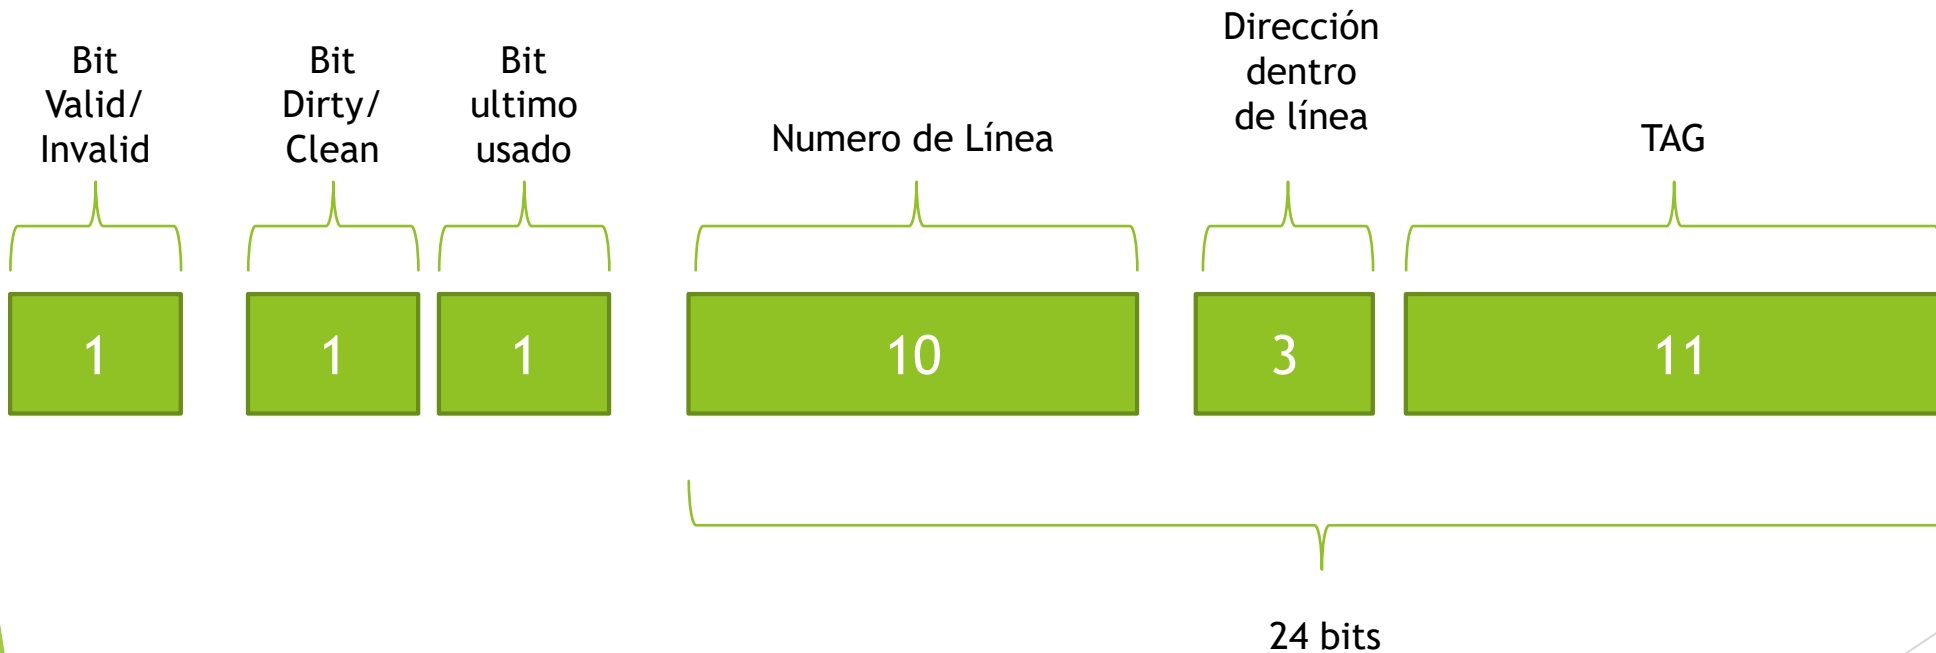 Bit
Valid/
Invalid
Bit
Dirty/
Clean
Bit
ultimo
usado
Numero de Línea
Dirección
dentro
de línea
TAG
1
1
1
10
3
11
24 bits